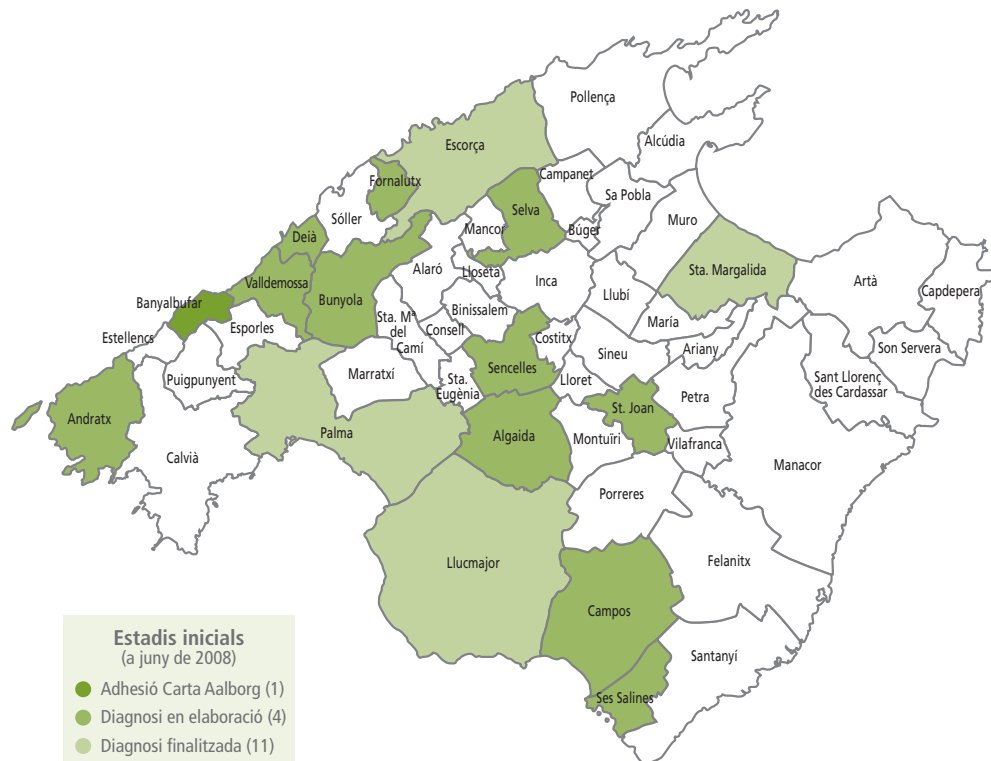 Pollença
Alcúdia
Escorça
Campanet
Sa Pobla
Fornalutx
Selva
Sóller
Mancor
Búger
Muro
Deià
Alaró
Lloseta
Sta. Margalida
Artà
Valldemossa
Bunyola
Inca
Capdepera
Banyalbufar
Llubí
Binissalem
Sta. Mª
del
Camí
María
Esporles
Consell
Costitx
Estellencs
Ariany
Son Servera
Sineu
Sencelles
Marratxí
Puigpunyent
Sta.
Eugènia
Lloret
Sant Llorenç
des Cardassar
Petra
St. Joan
Andratx
Palma
Algaida
Montuïri
Vilafranca
Calvià
Manacor
Porreres
Llucmajor
Felanitx
Campos
Santanyí
Ses Salines
Estadis inicials
(a juny de 2008)
Adhesió Carta Aalborg (1)
Diagnosi en elaboració (4)
Diagnosi finalitzada (11)